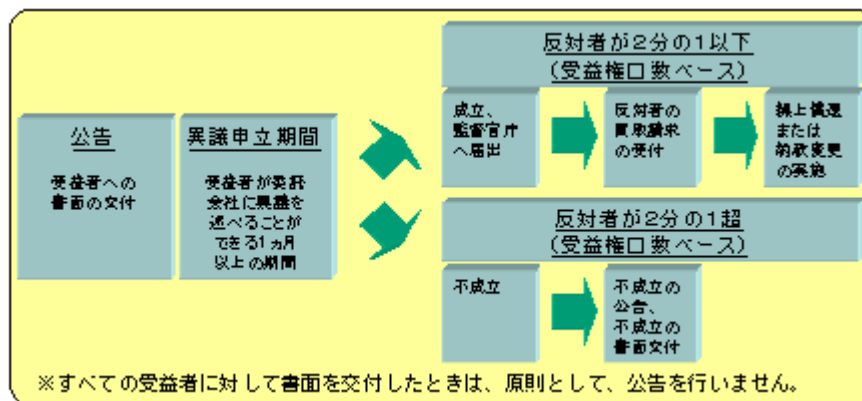 公告
受益者への
書面の交付
異議申立期間
受益者が委託
会社に異議を
述べることが
できる1ヵ月
以上の期間
反対者が2分の1以下
(受益権口数ベース)
成立、
監督官庁
へ届出
反対者の
買取請求
の受付
繰上償還
または
約款変更
の実施
反対者が2分の1超
(受益権口数ベース)
不成立
不成立の
公告、
不成立の
書面交付
※すべての受益者に対して書面を交付したときは、原則として、公告を行いません。